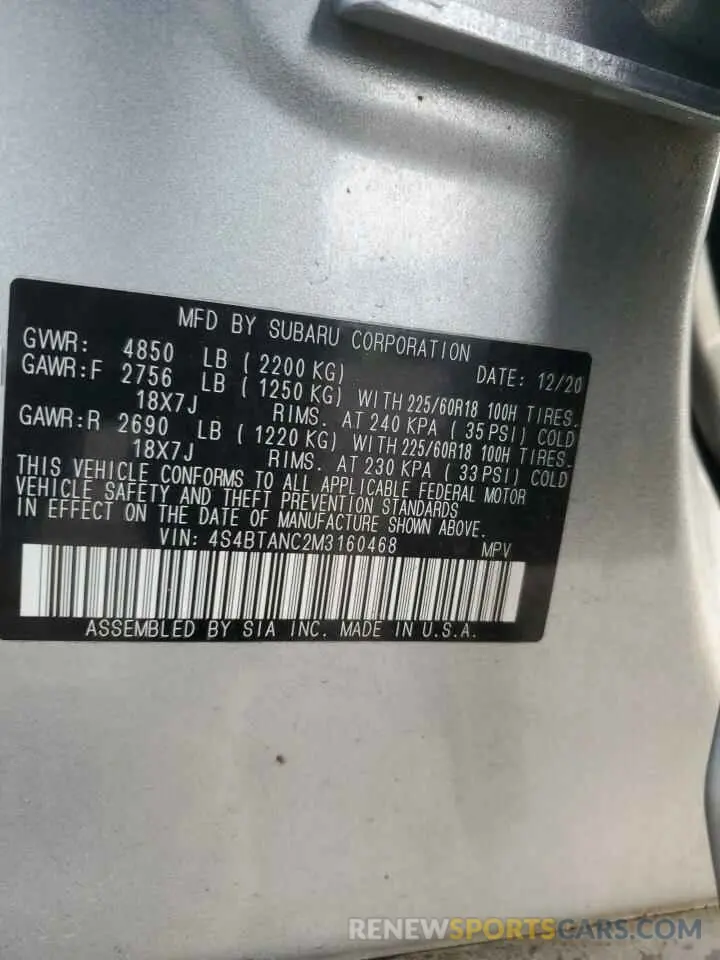 MFD BY SUBARU CORPORATION
GVWR: 4850 LB ( 2200 KG) DATE: 12/20
GAWR:F 2756 LB ( 1250 KG) WITH 225/60R18 100H TIRES.
18X7J RIMS. AT 240 KPA ( 35 PSI) COLD
GAWR:R 2690 LB ( 1220 KG) WITH 225/60R18 100H TIRES.
18X7J RIMS. AT 230 KPA ( 33 PSI) COLD
THIS VEHICLE CONFORMS TO ALL APPLICABLE FEDERAL MOTOR
VEHICLE SAFETY AND THEFT PREVENTION STANDARDS
IN EFFECT ON THE DATE OF MANUFACTURE SHOWN ABOVE.
VIN: 4S4BTANC2M3160468 MPV
ASSEMBLED BY SIA INC. MADE IN U.S.A.
RENEWSPORTSCARS.COM